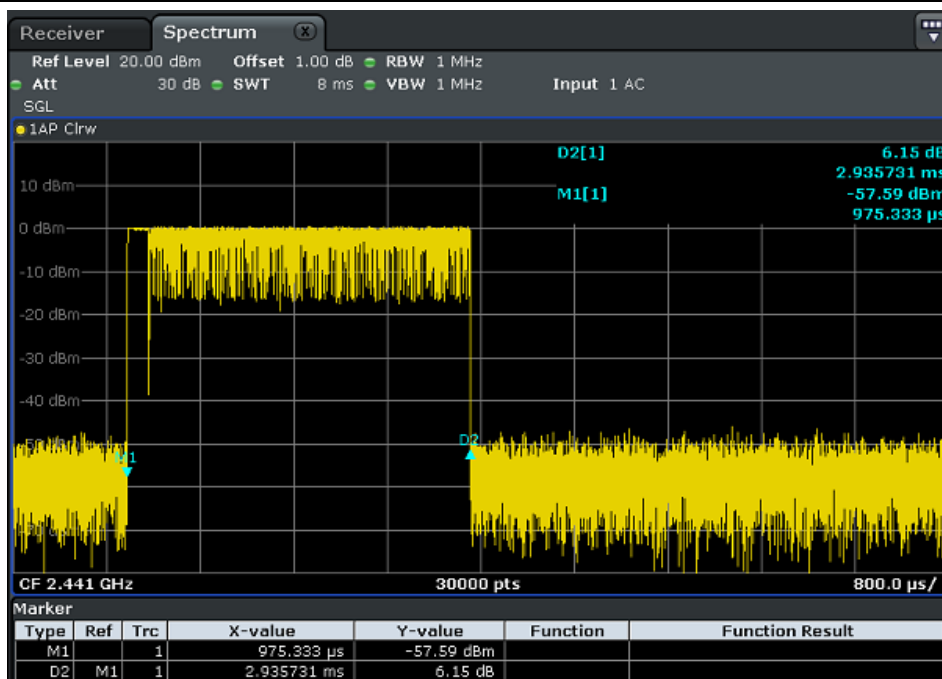 Receiver Spectrum X
Ref Level 20.00 dBm Offset 1.00 dB RBW 1 MHz
Att 30 dB SWT 8 ms VBW 1 MHz Input 1 AC
SGL
1AP Clrw
D2[1] 6.15 dB
2.935731 ms
10 dBm
M1[1] -57.59 dBm
975.333 µs
0 dBm
-10 dBm
-20 dBm
-30 dBm
-40 dBm
D2
M1
CF 2.441 GHz 30000 pts 800.0 µs/
Marker
Type Ref Trc X-value Y-value Function Function Result
M1 1 975.333 µs -57.59 dBm
D2 M1 1 2.935731 ms 6.15 dB